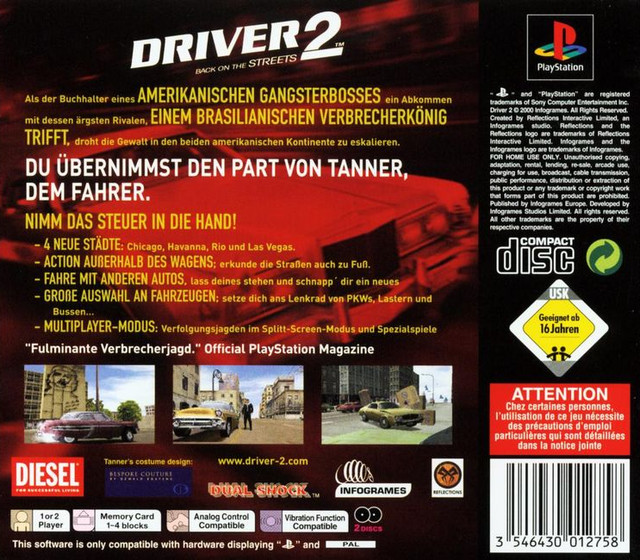 DRIVER 2™
BACK ON THE STREETS
Als der Buchhalter eines AMERIKANISCHEN GANGSTERBOSSES ein Abkommen
mit dessen ärgsten Rivalen, EINEM BRASILIANISCHEN VERBRECHERKÖNIG
TRIFFT, droht die Gewalt in den beiden amerikanischen Kontinente zu eskalieren.
DU ÜBERNIMMST DEN PART VON TANNER,
DEM FAHRER.
NIMM DAS STEUER IN DIE HAND!
– 4 NEUE STÄDTE: Chicago, Havanna, Rio und Las Vegas.
– ACTION AUßERHALB DES WAGENS; erkunde die Straßen auch zu Fuß.
– FAHRE MIT ANDEREN AUTOS, lass deines stehen und schnapp´ dir ein neues
– GROßE AUSWAHL AN FAHRZEUGEN; setze dich ans Lenkrad von PKWs, Lastern und
Bussen...
– MULTIPLAYER-MODUS: Verfolgungsjagden im Splitt-Screen-Modus und Spezialspiele
"Fulminante Verbrecherjagd." Official PlayStation Magazine
DIESEL
FOR SUCCESSFUL LIVING
Tanner's costume design:
BESPORE COUTURE
BY OZWALD BOATENG
www.driver-2.com
DUAL SHOCK™
INFOGRAMES
REFLECTIONS
1 or 2
Player
Memory Card
1–4 blocks
Analog Control
Compatible
Vibration Function
Compatible
2 DISCS
This software is only compatible with hardware displaying "PS" and PAL
PlayStation
"PS" and "PlayStation" are registered
trademarks of Sony Computer Entertainment Inc.
Driver 2 © 2000 Infogrames. All Rights Reserved.
Created by Reflections Interactive Limited, an
Infogrames studio. Reflections and the
Reflections logo are trademarks of Reflections
Interactive Limited. Infogrames and the
Infogrames logo are trademarks of Infogrames.
FOR HOME USE ONLY. Unauthorised copying,
adaptation, rental, lending, re-sale, arcade use,
charging for use, broadcast, cable transmission,
public performance, distribution or extraction of
this product or any trademark or copyright work
that forms part of this product are prohibited.
Published by Infogrames Europe. Developed by
Infogrames Studios Limited. All rights reserved.
All other trademarks are the property of their
respective companies.
COMPACT
disc
USK
Geeignet ab
16 Jahren
ATTENTION
Chez certaines personnes,
l'utilisation de ce jeu nécessite
des précautions d'emploi
particulières qui sont détaillées
dans la notice jointe
3 546430 012758